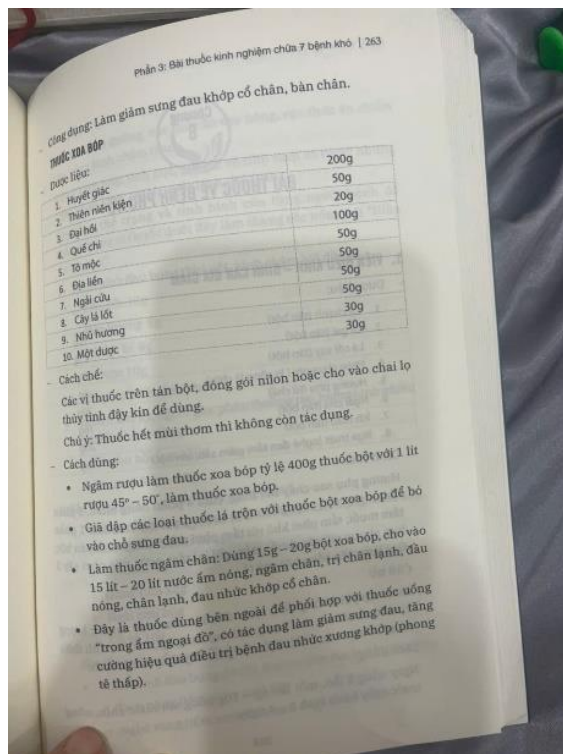 Phần 3: Bài thuốc kinh nghiệm chữa 7 bệnh khó | 263
- Công dụng: Làm giảm sưng đau khớp cổ chân, bàn chân.
THUỐC XOA BÓP
- Dược liệu:
1. Huyết giác 200g
2. Thiên niên kiện 50g
3. Đại hồi 20g
4. Quế chi 100g
5. Tô mộc 50g
6. Địa liền 50g
7. Ngải cứu 50g
8. Cây lá lốt 50g
9. Nhũ hương 30g
10. Một dược 30g
- Cách chế:
Các vị thuốc trên tán bột, đóng gói nilon hoặc cho vào chai lọ
thủy tinh đậy kín để dùng.
Chú ý: Thuốc hết mùi thơm thì không còn tác dụng.
- Cách dùng:
• Ngâm rượu làm thuốc xoa bóp tỷ lệ 400g thuốc bột với 1 lít
rượu 45° – 50°, làm thuốc xoa bóp.
• Giã dập các loại thuốc lá trộn với thuốc bột xoa bóp để bó
vào chỗ sưng đau.
• Làm thuốc ngâm chân: Dùng 15g – 20g bột xoa bóp, cho vào
15 lít – 20 lít nước ấm nóng, ngâm chân, trị chân lạnh, đầu
nóng, chân lạnh, đau nhức khớp cổ chân.
• Đây là thuốc dùng bên ngoài để phối hợp với thuốc uống
"trong ẩm ngoại đồ", có tác dụng làm giảm sưng đau, tăng
cường hiệu quả điều trị bệnh đau nhức xương khớp (phong
tê thấp).